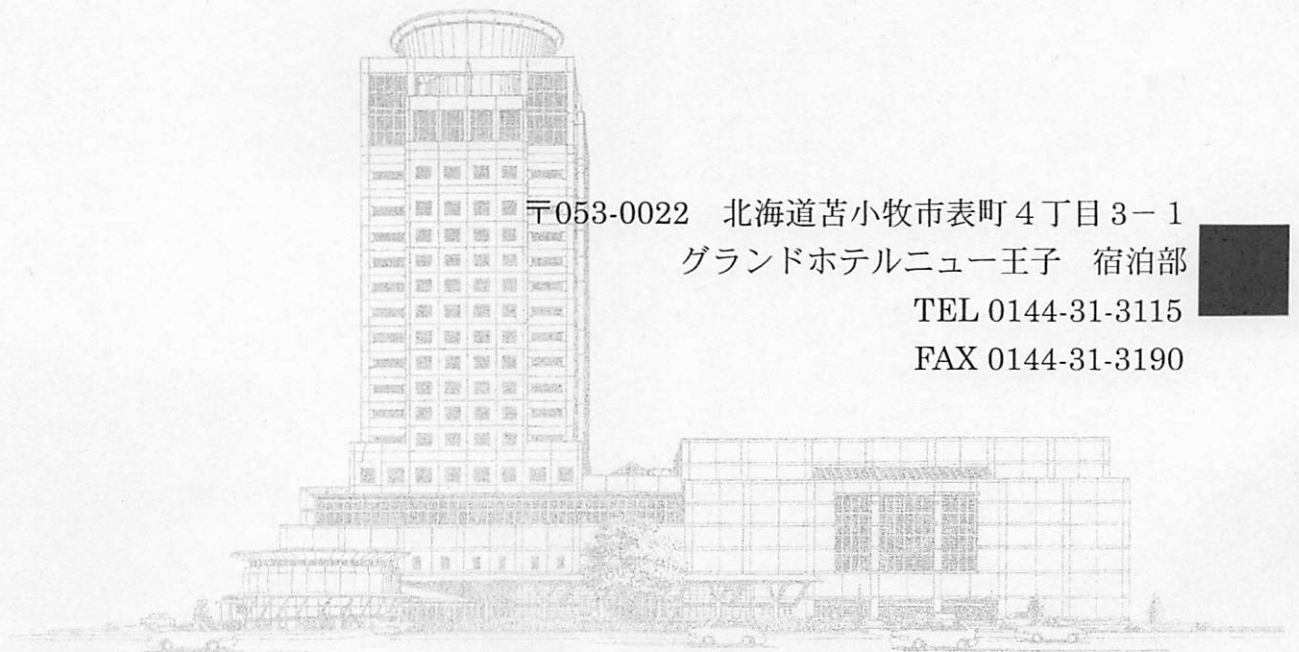 〒053-0022　北海道苫小牧市表町４丁目３－１
グランドホテルニュー王子　宿泊部
TEL 0144-31-3115
FAX 0144-31-3190